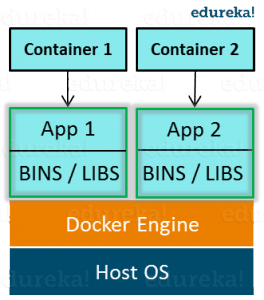 edureka!
Container 1
Container 2
App 1
App 2
BINS / LIBS
BINS / LIBS
Docker Engine
Host OS